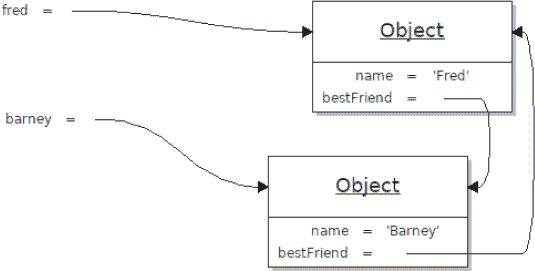 fred =
Object
name = 'Fred'
bestFriend =
barney =
Object
name = 'Barney'
bestFriend =